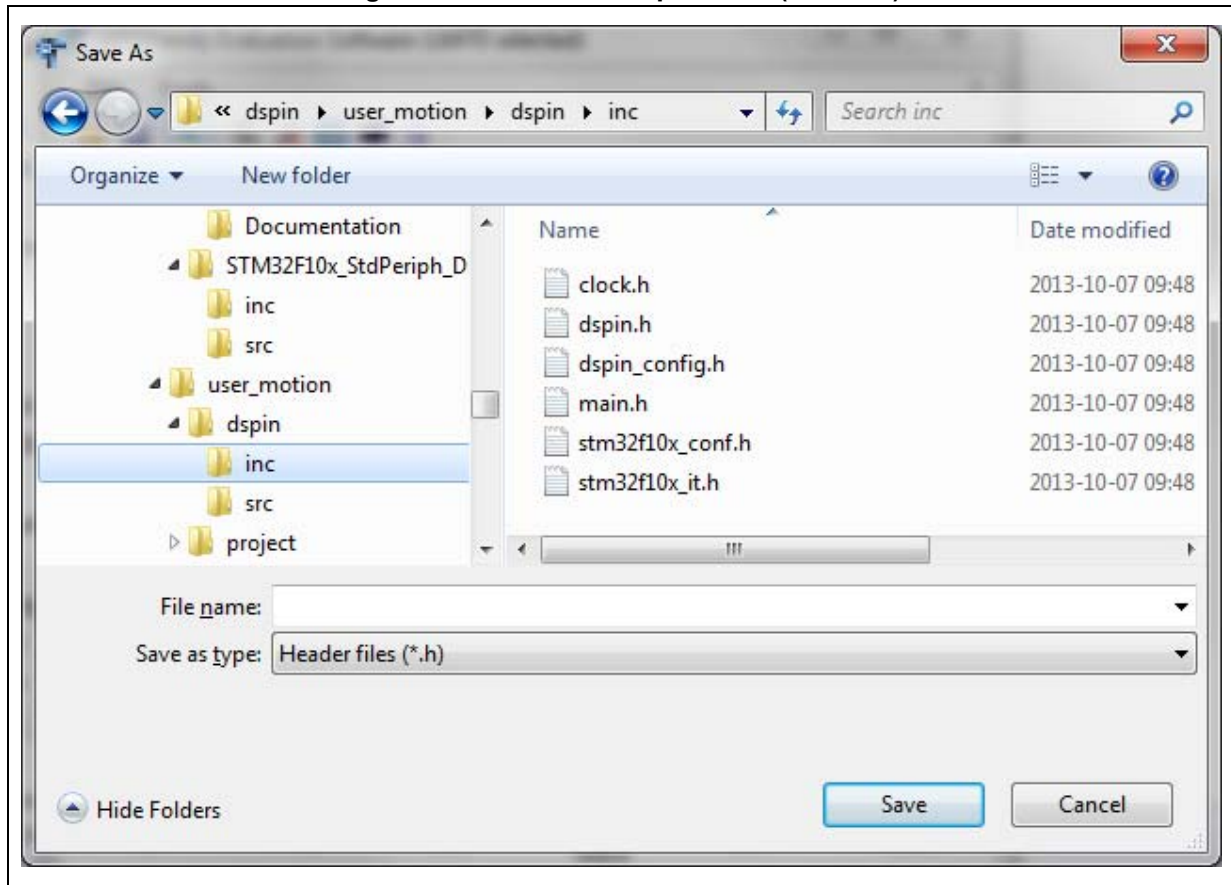 Save As
« dspin ▸ user_motion ▸ dspin ▸ inc
Search inc
Organize
New folder
Documentation
STM32F10x_StdPeriph_D
inc
src
user_motion
dspin
inc
src
project
Name
Date modified
clock.h
2013-10-07 09:48
dspin.h
2013-10-07 09:48
dspin_config.h
2013-10-07 09:48
main.h
2013-10-07 09:48
stm32f10x_conf.h
2013-10-07 09:48
stm32f10x_it.h
2013-10-07 09:48
File name:
Save as type: Header files (*.h)
Hide Folders
Save
Cancel